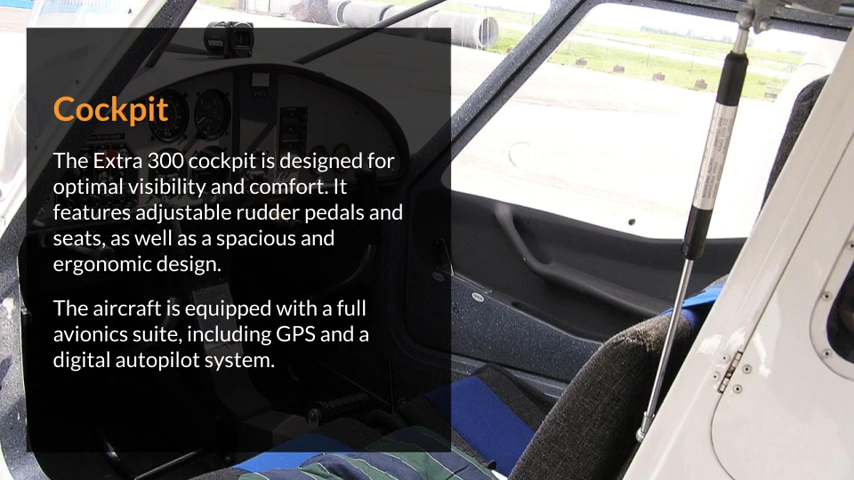 Cockpit
The Extra 300 cockpit is designed for
optimal visibility and comfort. It
features adjustable rudder pedals and
seats, as well as a spacious and
ergonomic design.
The aircraft is equipped with a full
avionics suite, including GPS and a
digital autopilot system.